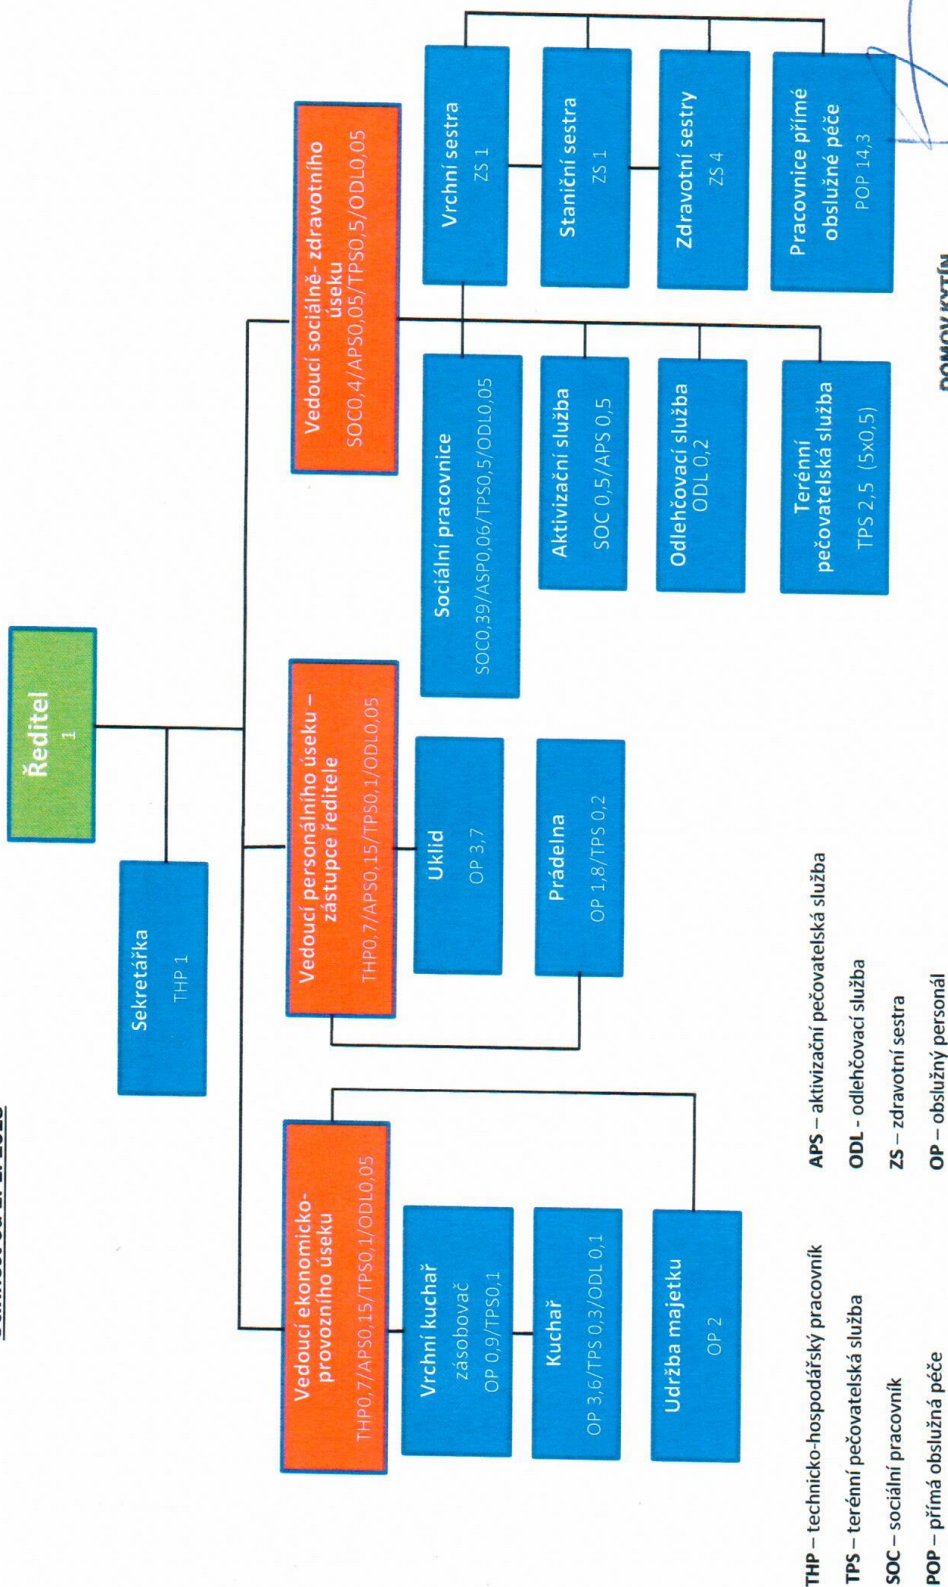 Ředitel
1
Sekretářka
THP 1
Vedoucí ekonomicko-
provozního úseku
THP0,7/APS0,15/TPS0,1/ODL0,05
Vrchní kuchař
zásobovač
OP 0,9/TPS0,1
Kuchař
OP 3,6/TPS 0,3/ODL 0,1
Udržba majetku
OP 2
Vedoucí personálního úseku –
zástupce ředitele
THP0,7/APS0,15/TPS0,1/ODL0,05
Uklid
OP 3,7
Prádelna
OP 1,8/TPS 0,2
Vedoucí sociálně- zdravotního
úseku
SOC0,4/APS0,05/TPS0,5/ODL0,05
Sociální pracovnice
SOC0,39/ASP0,06/TPS0,5/ODL0,05
Aktivizační služba
SOC 0,5/APS 0,5
Odlehčovací služba
ODL 0,2
Terénní
pečovatelská služba
TPS 2,5 (5x0,5)
Vrchní sestra
ZS 1
Staniční sestra
ZS 1
Zdravotní sestry
ZS 4
Pracovnice přímé
obslužné péče
POP 14,3
THP – technicko-hospodářský pracovník
TPS – terénní pečovatelská služba
SOC – sociální pracovník
POP – přímá obslužná péče
APS – aktivizační pečovatelská služba
ODL - odlehčovací služba
ZS – zdravotní sestra
OP – obslužný personál
DOMOV KYTÍN